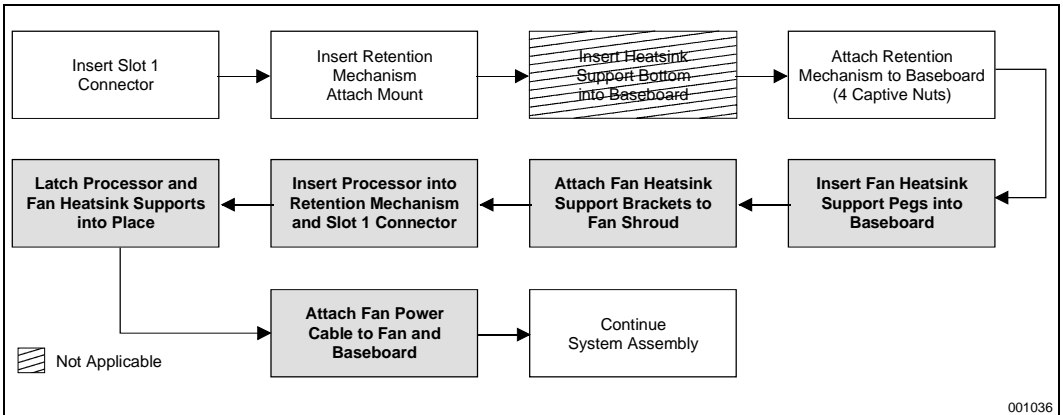 Insert Slot 1
Connector
Insert Retention
Mechanism
Attach Mount
Insert Heatsink
Support Bottom
into Baseboard
Attach Retention
Mechanism to Baseboard
(4 Captive Nuts)
Insert Fan Heatsink
Support Pegs into
Baseboard
Attach Fan Heatsink
Support Brackets to
Fan Shroud
Insert Processor into
Retention Mechanism
and Slot 1 Connector
Latch Processor and
Fan Heatsink Supports
into Place
Attach Fan Power
Cable to Fan and
Baseboard
Continue
System Assembly
Not Applicable
001036